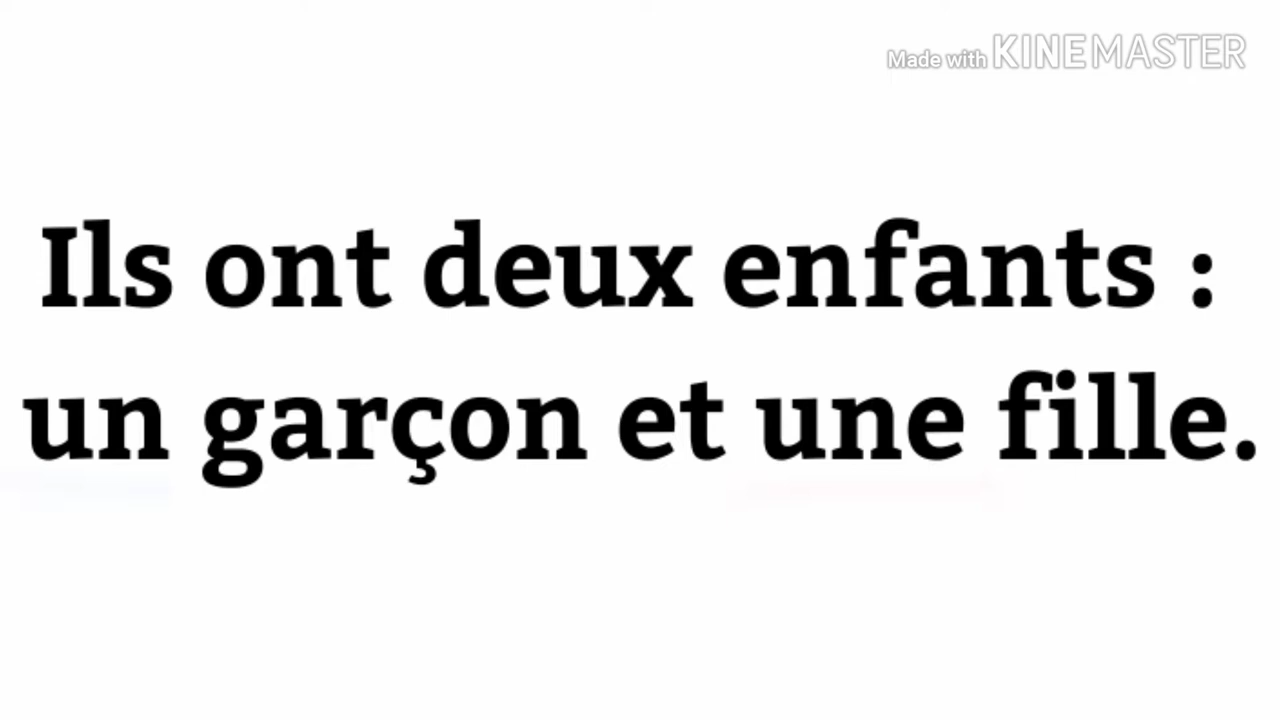 Made with KINEMASTER
Ils ont deux enfants :
un garçon et une fille.